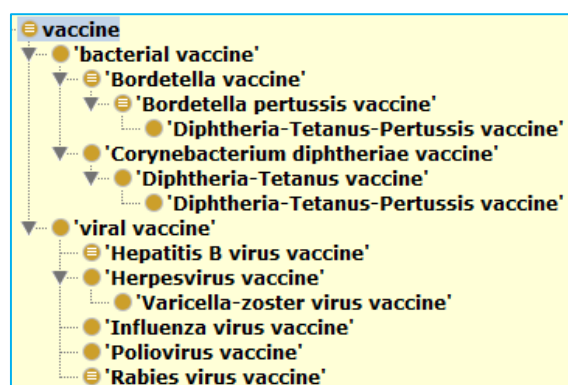 vaccine
'bacterial vaccine'
'Bordetella vaccine'
'Bordetella pertussis vaccine'
'Diphtheria-Tetanus-Pertussis vaccine'
'Corynebacterium diphtheriae vaccine'
'Diphtheria-Tetanus vaccine'
'Diphtheria-Tetanus-Pertussis vaccine'
'viral vaccine'
'Hepatitis B virus vaccine'
'Herpesvirus vaccine'
'Varicella-zoster virus vaccine'
'Influenza virus vaccine'
'Poliovirus vaccine'
'Rabies virus vaccine'